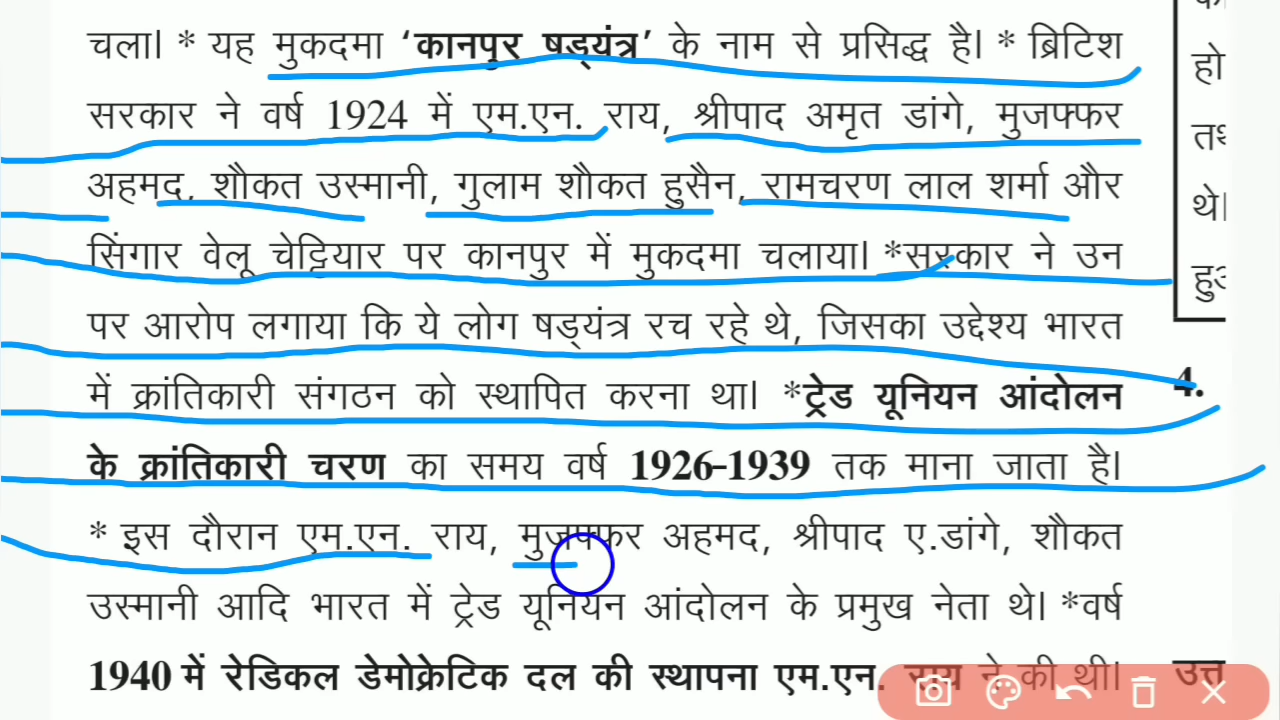 चला। * यह मुकदमा ‘कानपुर षड्यंत्र’ के नाम से प्रसिद्ध है। * ब्रिटिश
सरकार ने वर्ष 1924 में एम.एन. राय, श्रीपाद अमृत डांगे, मुजफ्फर
अहमद, शौकत उस्मानी, गुलाम शौकत हुसैन, रामचरण लाल शर्मा और
सिंगार वेलू चेट्टियार पर कानपुर में मुकदमा चलाया। *सरकार ने उन
पर आरोप लगाया कि ये लोग षड्यंत्र रच रहे थे, जिसका उद्देश्य भारत
में क्रांतिकारी संगठन को स्थापित करना था। *ट्रेड यूनियन आंदोलन
के क्रांतिकारी चरण का समय वर्ष 1926-1939 तक माना जाता है।
* इस दौरान एम.एन. राय, मुजफ्फर अहमद, श्रीपाद ए.डांगे, शौकत
उस्मानी आदि भारत में ट्रेड यूनियन आंदोलन के प्रमुख नेता थे। *वर्ष
1940 में रेडिकल डेमोक्रेटिक दल की स्थापना एम.एन. राय ने की थी।
हो
थे।
4.